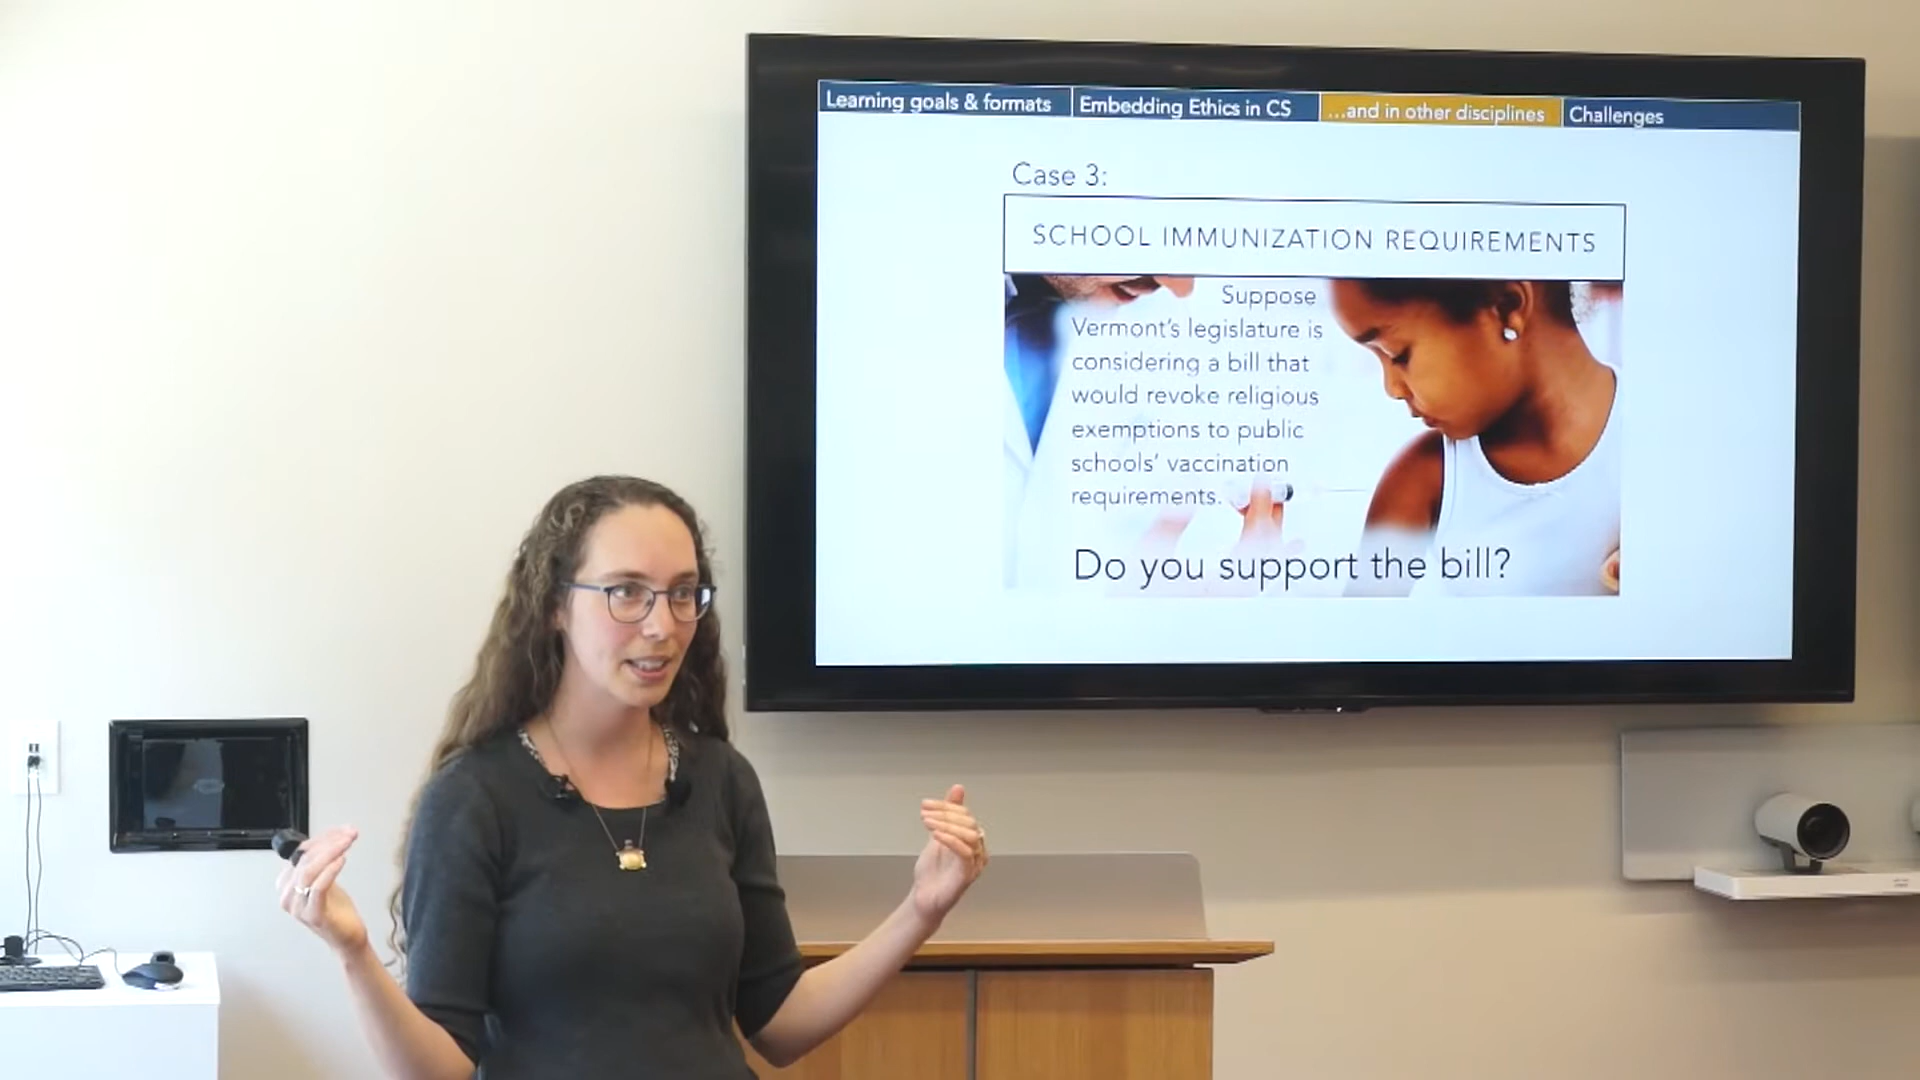 Learning goals & formats
Embedding Ethics in CS
...and in other disciplines
Challenges
Case 3:
SCHOOL IMMUNIZATION REQUIREMENTS
Suppose
Vermont's legislature is
considering a bill that
would revoke religious
exemptions to public
schools' vaccination
requirements.
Do you support the bill?